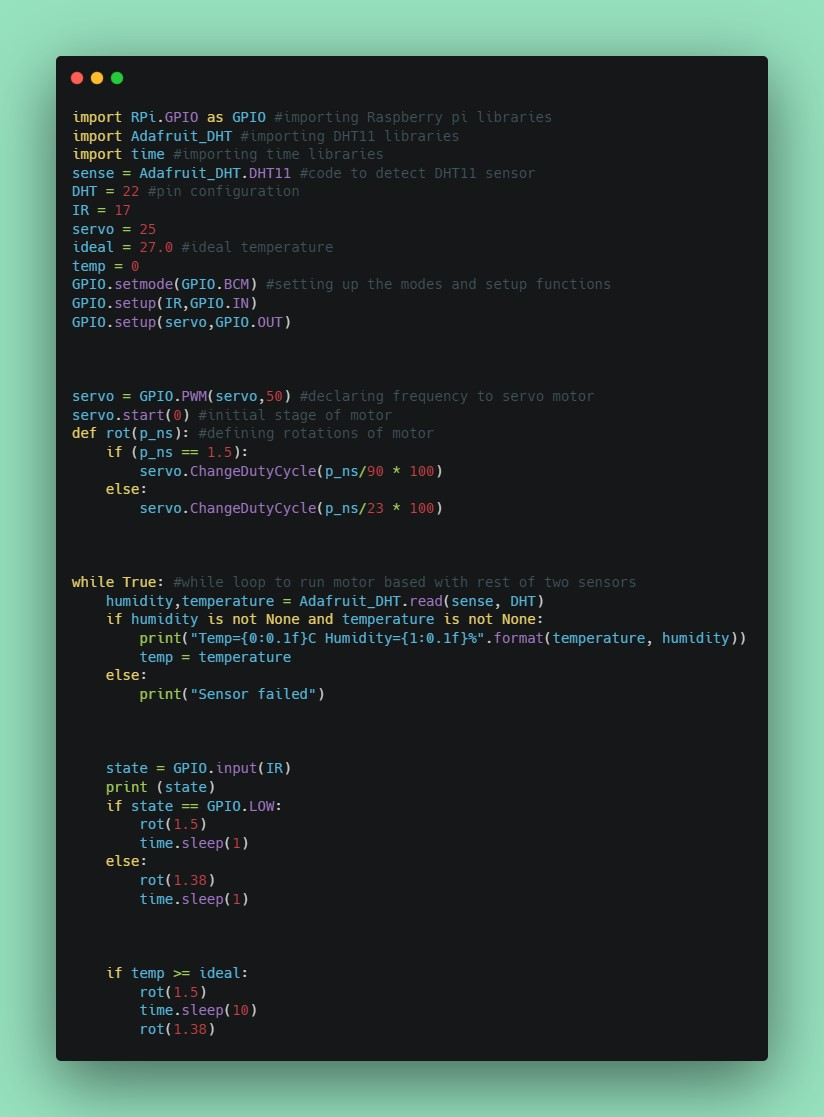 import RPi.GPIO as GPIO #importing Raspberry pi libraries
import Adafruit_DHT #importing DHT11 libraries
import time #importing time libraries
sense = Adafruit_DHT.DHT11 #code to detect DHT11 sensor
DHT = 22 #pin configuration
IR = 17
servo = 25
ideal = 27.0 #ideal temperature
temp = 0
GPIO.setmode(GPIO.BCM) #setting up the modes and setup functions
GPIO.setup(IR,GPIO.IN)
GPIO.setup(servo,GPIO.OUT)
servo = GPIO.PWM(servo,50) #declaring frequency to servo motor
servo.start(0) #initial stage of motor
def rot(p_ns): #defining rotations of motor
    if (p_ns == 1.5):
        servo.ChangeDutyCycle(p_ns/90 * 100)
    else:
        servo.ChangeDutyCycle(p_ns/23 * 100)
while True: #while loop to run motor based with rest of two sensors
    humidity,temperature = Adafruit_DHT.read(sense, DHT)
    if humidity is not None and temperature is not None:
        print("Temp={0:0.1f}C Humidity={1:0.1f}%".format(temperature, humidity))
        temp = temperature
    else:
        print("Sensor failed")
    state = GPIO.input(IR)
    print (state)
    if state == GPIO.LOW:
        rot(1.5)
        time.sleep(1)
    else:
        rot(1.38)
        time.sleep(1)
    if temp >= ideal:
        rot(1.5)
        time.sleep(10)
        rot(1.38)